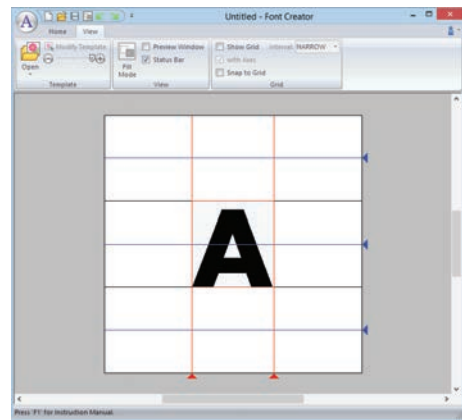 A
Untitled - Font Creator
Home View
Modify Template
Open
Template
Fill
Mode
Preview Window
Status Bar
View
Show Grid Interval: NARROW
with Axes
Snap to Grid
Grid
A
Press 'F1' for Instruction Manual.